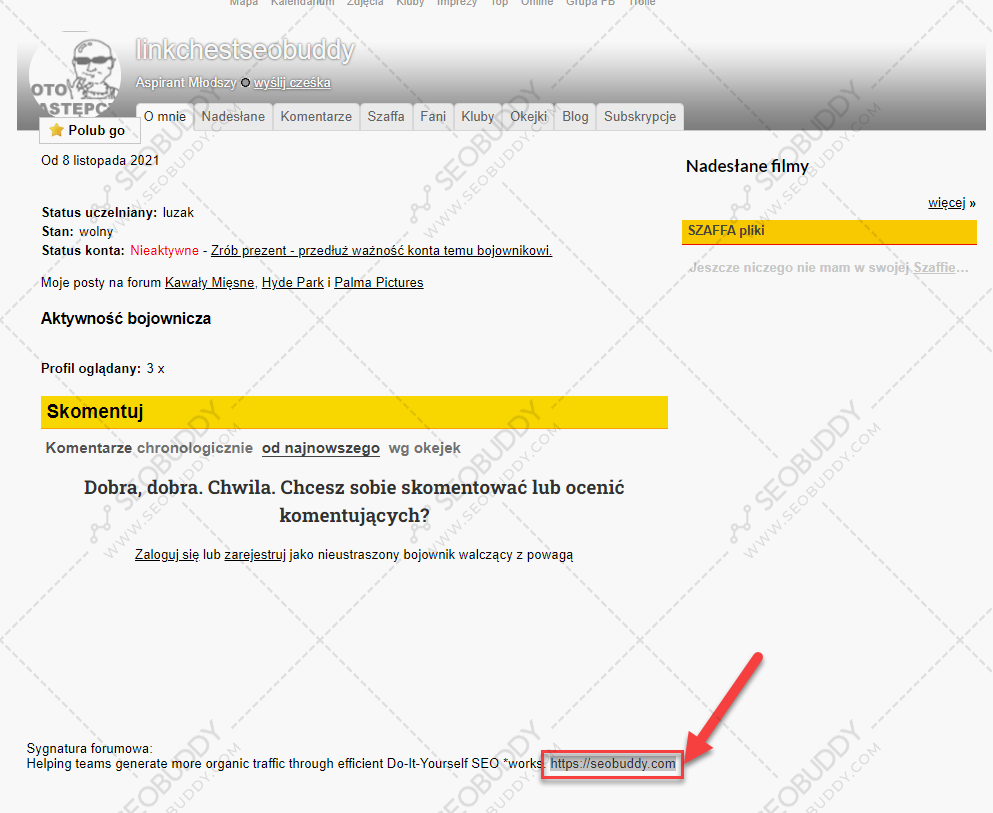 Mapa Kalendarium Zdjęcia Kluby Imprezy Top Online Grupa PB Trolle
linkchestseobuddy
Aspirant Młodszy wyślij cześka
OTO
ASTĘPC
Polub go
O mnie Nadesłane Komentarze Szaffa Fani Kluby Okejki Blog Subskrypcje
Od 8 listopada 2021
Nadesłane filmy
więcej »
SZAFFA pliki
Jeszcze niczego nie mam w swojej Szaffie...
Status uczelniany: luzak
Stan: wolny
Status konta: Nieaktywne - Zrób prezent - przedłuż ważność konta temu bojownikowi.
Moje posty na forum Kawały Mięsne, Hyde Park i Palma Pictures
Aktywność bojownicza
Profil oglądany: 3 x
Skomentuj
Komentarze chronologicznie od najnowszego wg okejek
Dobra, dobra. Chwila. Chcesz sobie skomentować lub ocenić
komentujących?
Zaloguj się lub zarejestruj jako nieustraszony bojownik walczący z powagą
Sygnatura forumowa:
Helping teams generate more organic traffic through efficient Do-It-Yourself SEO *works: https://seobuddy.com
SEOBUDDY
WWW.SEOBUDDY.COM